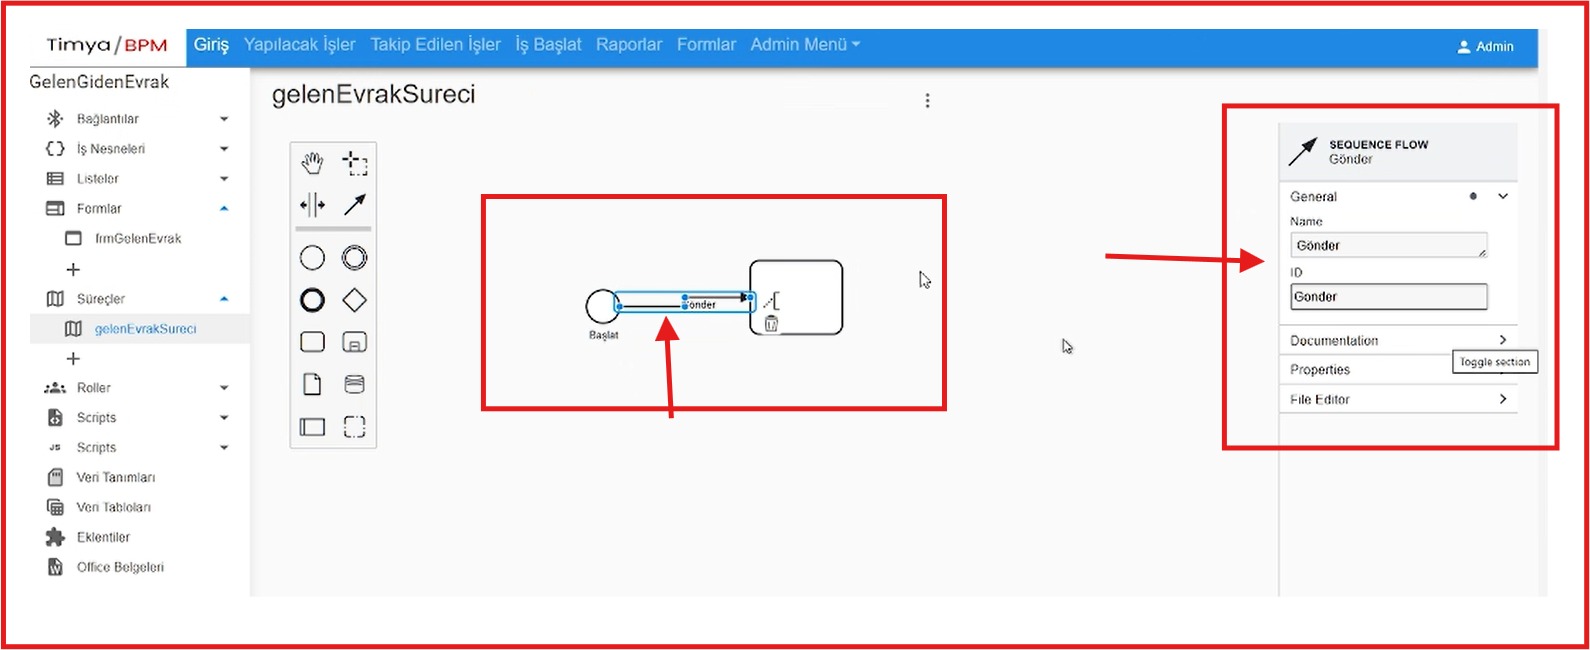 Timya/BPM
Giriş Yapılacak İşler Takip Edilen İşler İş Başlat Raporlar Formlar Admin Menü
Admin
GelenGidenEvrak
Bağlantılar
İş Nesneleri
Listeler
Formlar
frmGelenEvrak
+
Süreçler
gelenEvrakSureci
+
Roller
Scripts
JS Scripts
Veri Tanımları
Veri Tabloları
Eklentiler
Office Belgeleri
gelenEvrakSureci
Gönder
Başlat
SEQUENCE FLOW
Gönder
General
Name
Gönder
ID
Gonder
Documentation
Toggle section
Properties
File Editor